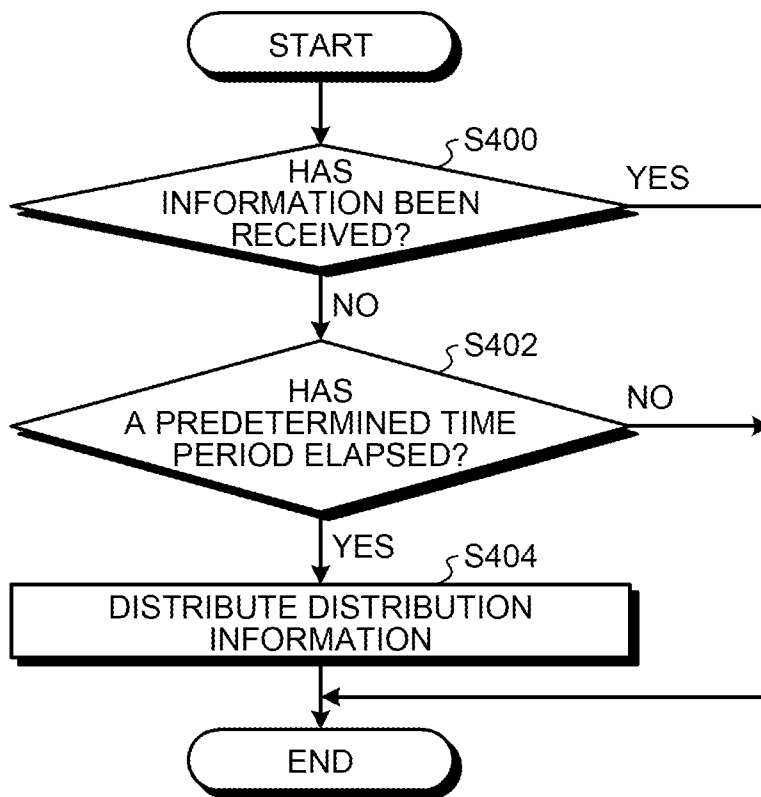 START
S400
HAS
INFORMATION BEEN
RECEIVED?
YES
NO
S402
HAS
A PREDETERMINED TIME
PERIOD ELAPSED?
NO
YES
S404
DISTRIBUTE DISTRIBUTION
INFORMATION
END